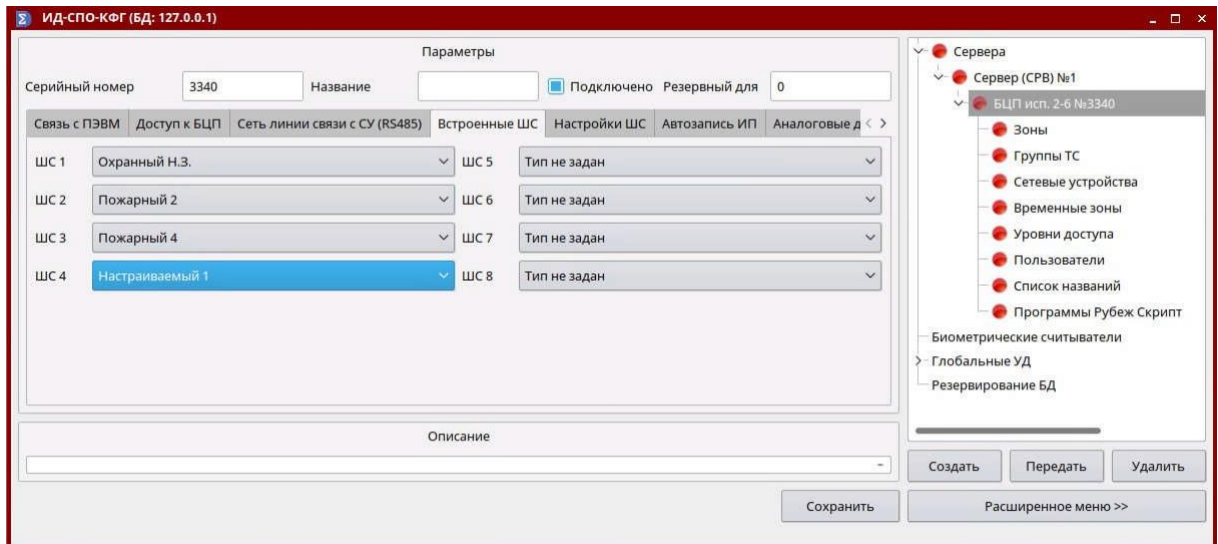 ИД-СПО-КФГ (БД: 127.0.0.1)
Параметры
Серийный номер 3340 Название Подключено Резервный для 0
Связь с ПЭВМ Доступ к БЦП Сеть линии связи с СУ (RS485) Встроенные ШС Настройки ШС Автозапись ИП Аналоговые д
ШС 1 Охранный Н.З. ШС 5 Тип не задан
ШС 2 Пожарный 2 ШС 6 Тип не задан
ШС 3 Пожарный 4 ШС 7 Тип не задан
ШС 4 Настраиваемый 1 ШС 8 Тип не задан
Описание
Сохранить
Сервера
Сервер (СРВ) №1
БЦП исп. 2-6 №3340
Зоны
Группы ТС
Сетевые устройства
Временные зоны
Уровни доступа
Пользователи
Список названий
Программы Рубеж Скрипт
Биометрические считыватели
Глобальные УД
Резервирование БД
Создать Передать Удалить
Расширенное меню >>